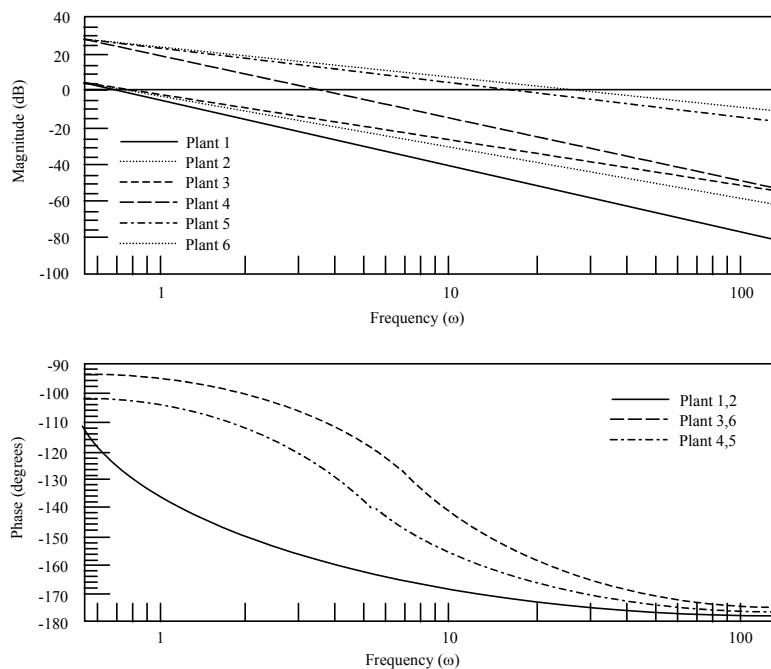 40
20
0
-20
-40
-60
-80
-100
Magnitude (dB)
Plant 1
Plant 2
Plant 3
Plant 4
Plant 5
Plant 6
1
10
100
Frequency (ω)
-90
-100
-110
-120
-130
-140
-150
-160
-170
-180
Phase (degrees)
Plant 1,2
Plant 3,6
Plant 4,5
1
10
100
Frequency (ω)